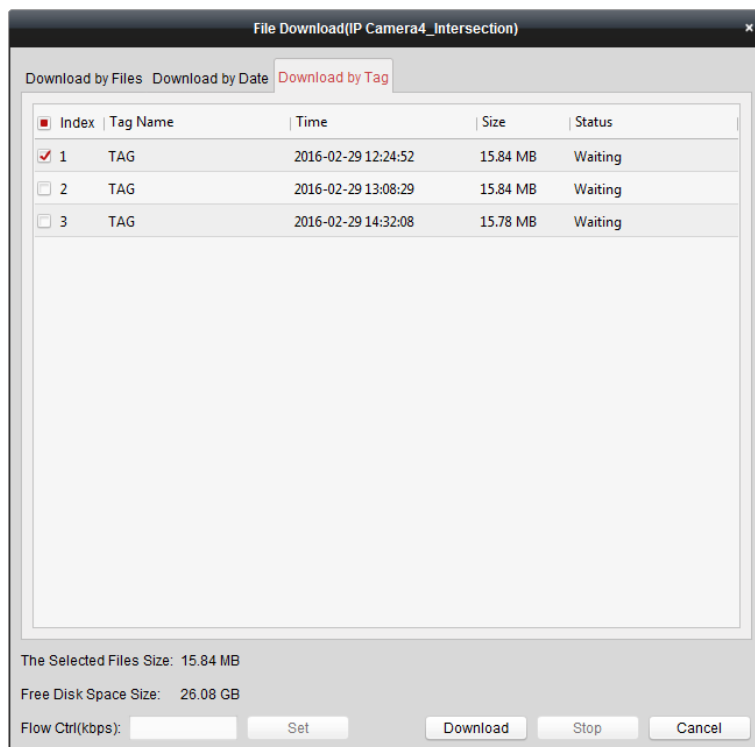 File Download(IP Camera4_Intersection) ×
Download by Files Download by Date Download by Tag
Index Tag Name Time Size Status
1 TAG 2016-02-29 12:24:52 15.84 MB Waiting
2 TAG 2016-02-29 13:08:29 15.84 MB Waiting
3 TAG 2016-02-29 14:32:08 15.78 MB Waiting
The Selected Files Size: 15.84 MB
Free Disk Space Size: 26.08 GB
Flow Ctrl(kbps): Set Download Stop Cancel